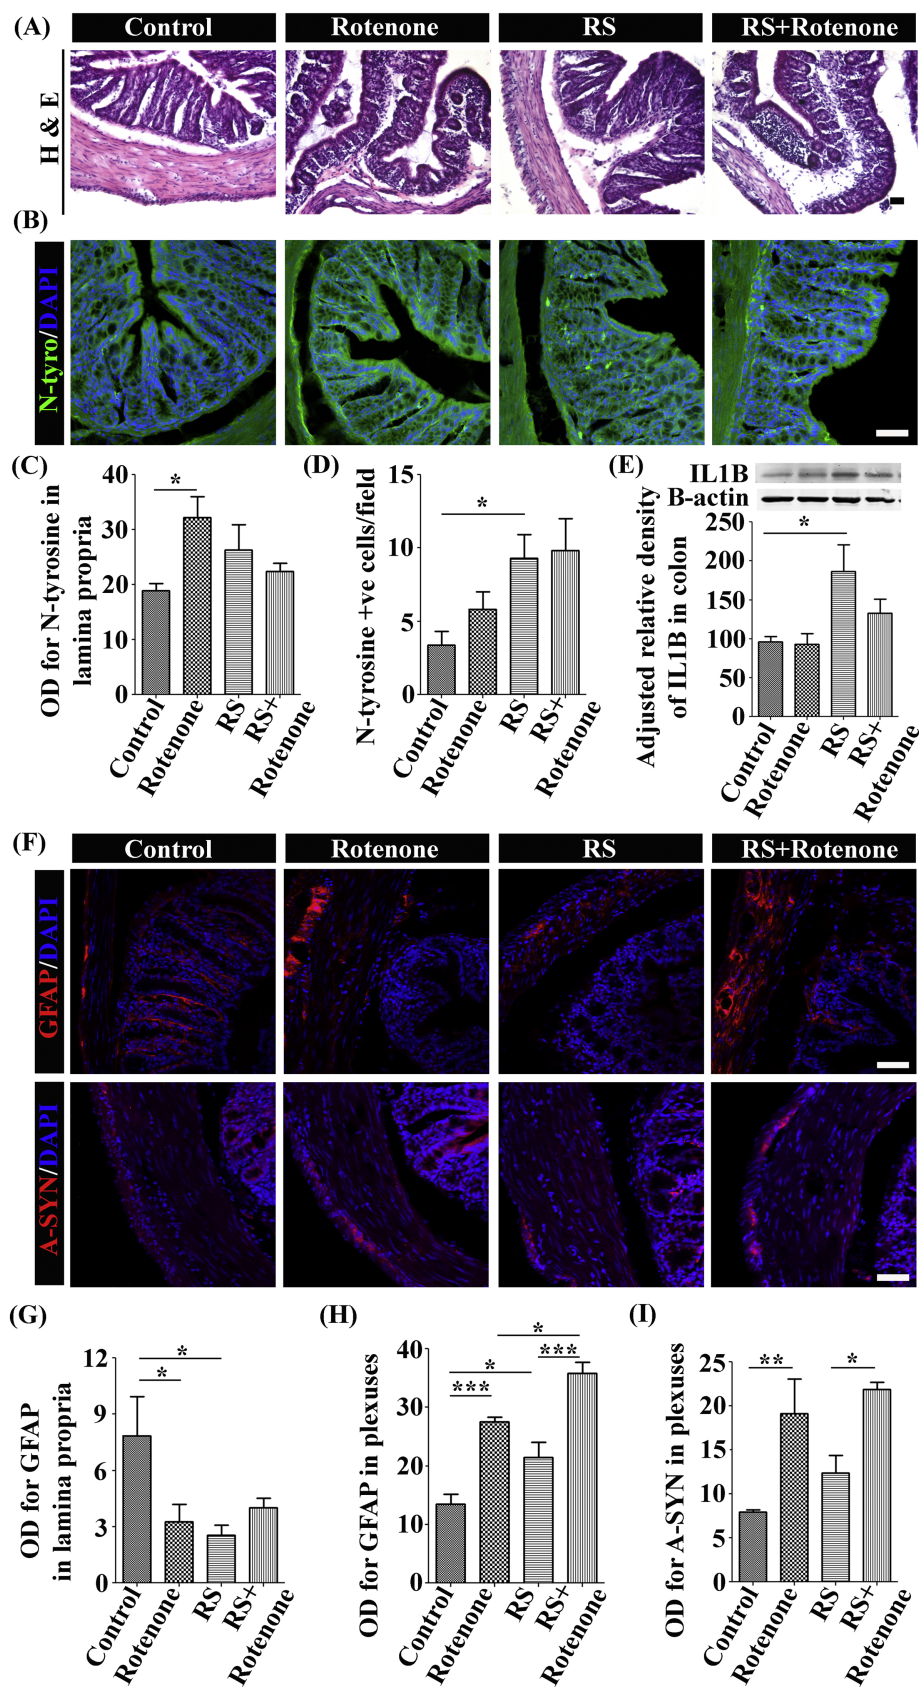 (A)
Control
Rotenone
RS
RS+Rotenone
H & E
(B)
N-tyro/DAPI
(C)
OD for N-tyrosine in
lamina propria
40
30
20
10
0
*
Control
Rotenone
RS
RS+
Rotenone
(D)
N-tyrosine +ve cells/field
15
10
5
0
*
Control
Rotenone
RS
RS+
Rotenone
(E)
IL1B
B-actin
Adjusted relative density
of IL1B in colon
250
200
150
100
50
0
*
Control
Rotenone
RS
RS+
Rotenone
(F)
Control
Rotenone
RS
RS+Rotenone
GFAP/DAPI
A-SYN/DAPI
(G)
OD for GFAP
in lamina propria
12
9
6
3
0
*
*
Control
Rotenone
RS
RS+
Rotenone
(H)
OD for GFAP in plexuses
40
30
20
10
0
*
*
***
***
Control
Rotenone
RS
RS+
Rotenone
(I)
OD for A-SYN in plexuses
25
20
15
10
5
0
**
*
Control
Rotenone
RS
RS+
Rotenone